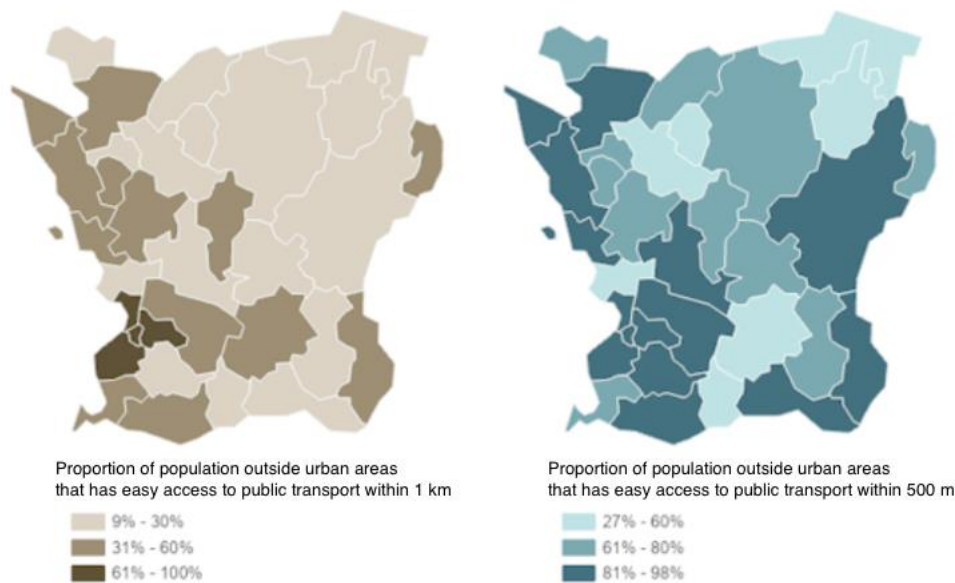 Proportion of population outside urban areas
that has easy access to public transport within 1 km
9% - 30%
31% - 60%
61% - 100%
Proportion of population outside urban areas
that has easy access to public transport within 500 m
27% - 60%
61% - 80%
81% - 98%